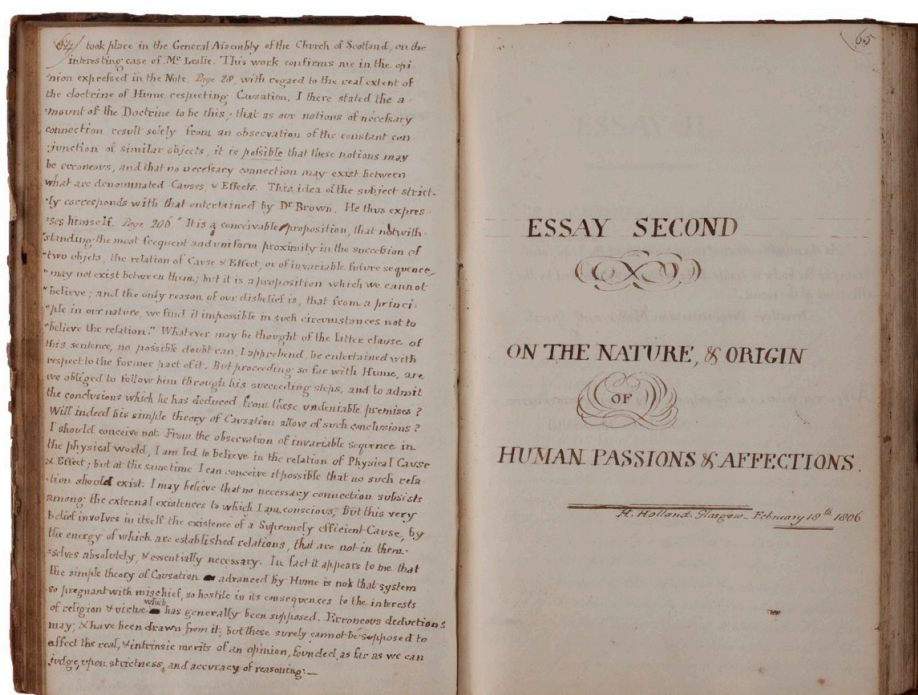 64
took place in the General Assembly of the Church of Scotland, on the
interesting case of Mr Leslie. This work confirms me in the opi-
nion expressed in the Note. Page 28. with regard to the real extent of
the doctrine of Hume respecting Causation. I there stated the a-
mount of the Doctrine to be this; that as our notions of necessary
connection result solely from an observation of the constant con-
junction of similar objects, it is possible that these notions may
be erroneous, and that no necessary connection may exist between
what are denominated Causes, & Effects. This idea of the subject strict-
ly corresponds with that entertained by Dr Brown. He thus expres-
ses himself. Page 206 "It is a conceivable proposition, that notwith-
standing the most frequent and uniform proximity in the succession of
"two objets, the relation of Cause & Effect, or of invariable future sequence,
"may not exist between them; but it is a proposition which we cannot
"believe; and the only reason of our disbelief is, that from a princi-
"ple in our nature, we find it impossible in such circumstances not to
"believe the relation." Whatever may be thought of the latter clause of
this sentence, no possible doubt can, I apprehend, be entertained with
respect to the former part of it. But proceeding so far with Hume, are
we obliged to follow him through his succeeding steps, and to admit
the conclusions which he has deduced from these undeniable premises?
Will indeed his simple theory of Causation allow of such conclusions?
I should conceive not. From the observation of invariable sequence in
the physical world, I am led to believe in the relation of Physical Cause
& Effect; but at the same time I can conceive it possible that no such rela-
tion should exist. I may believe that no necessary connection subsists
among the external existences to which I am conscious, but this very
belief involves in itself the existence of a Supremely efficient Cause, by
the energy of which are established relations, that are not in them-
selves absolutely, & essentially necessary. In fact it appears to me that
the simple theory of Causation advanced by Hume is not that system
so pregnant with mischief, so hostile in its consequences to the interests
of religion & virtue which has generally been supposed. Erroneous deductions
may, & have been drawn from it; but these surely cannot be supposed to
affect the real, & intrinsic merits of an opinion, founded, as far as we can
judge, upon strictness, and accuracy of reasoning:—
65
ESSAY SECOND
ON THE NATURE, & ORIGIN
OF
HUMAN PASSIONS & AFFECTIONS.
H. Holland. Glasgow. February 18th 1806